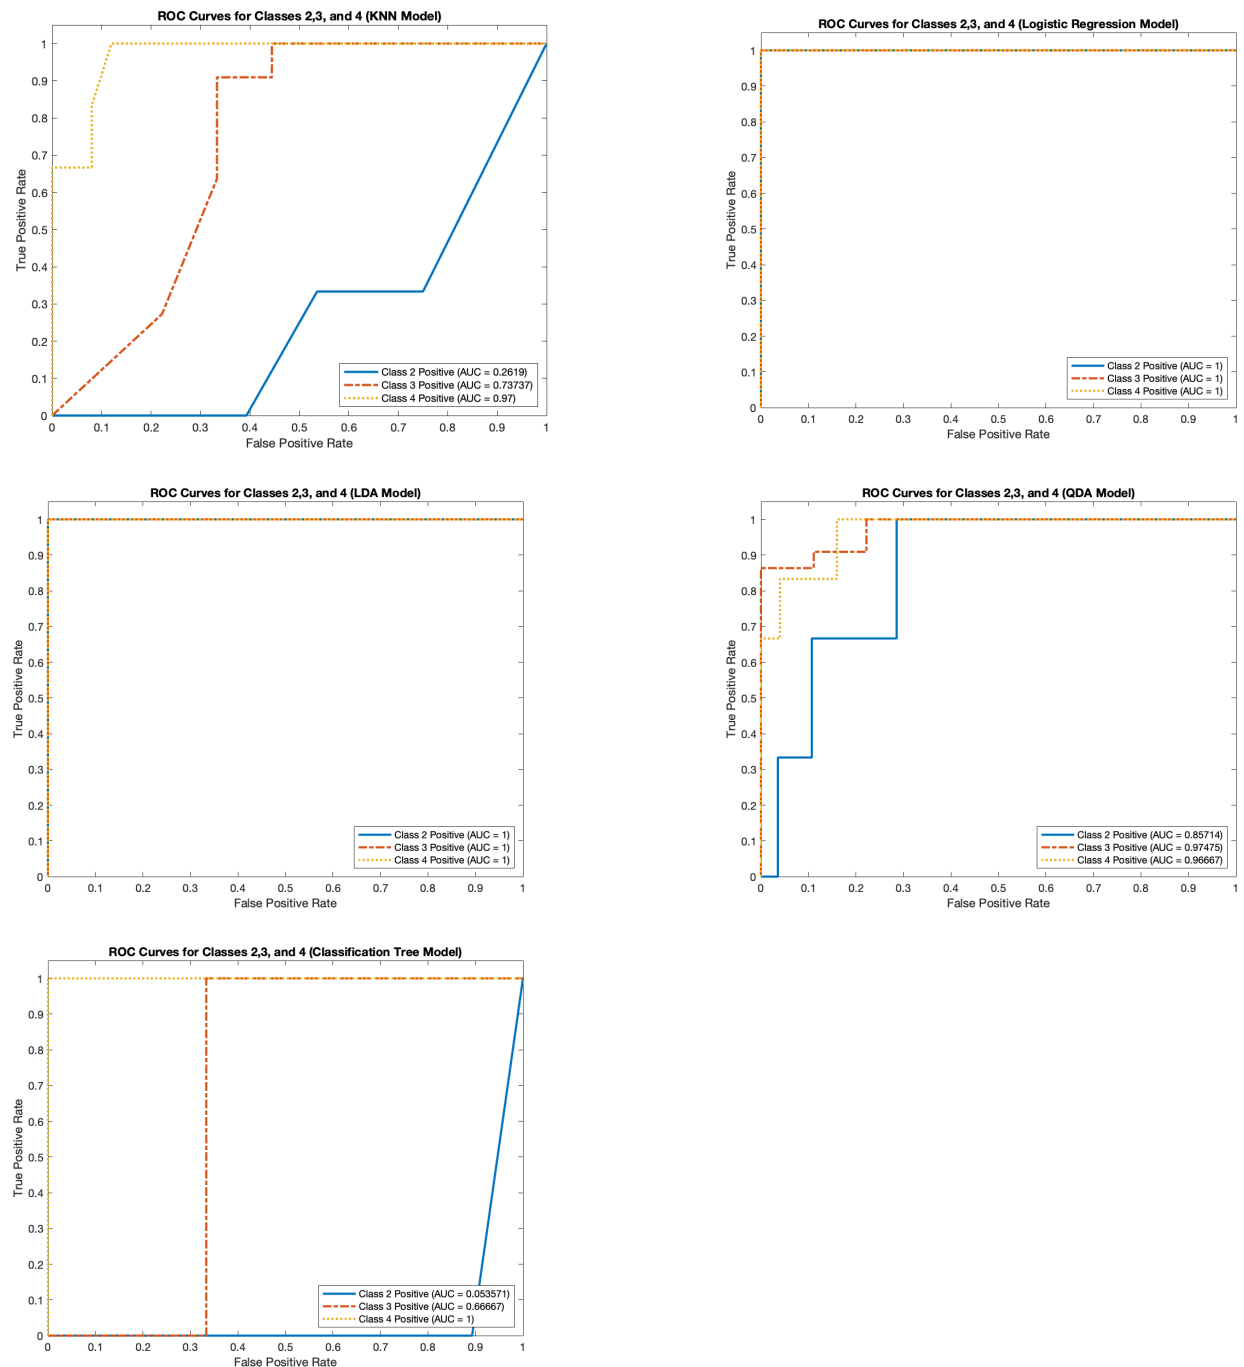 ROC Curves for Classes 2,3, and 4 (KNN Model)
1
0.9
0.8
0.7
0.6
0.5
0.4
0.3
0.2
0.1
0
True Positive Rate
Class 2 Positive (AUC = 0.2619)
Class 3 Positive (AUC = 0.73737)
Class 4 Positive (AUC = 0.97)
0 0.1 0.2 0.3 0.4 0.5 0.6 0.7 0.8 0.9 1
False Positive Rate
ROC Curves for Classes 2,3, and 4 (Logistic Regression Model)
1
0.9
0.8
0.7
0.6
0.5
0.4
0.3
0.2
0.1
0
True Positive Rate
Class 2 Positive (AUC = 1)
Class 3 Positive (AUC = 1)
Class 4 Positive (AUC = 1)
0 0.1 0.2 0.3 0.4 0.5 0.6 0.7 0.8 0.9 1
False Positive Rate
ROC Curves for Classes 2,3, and 4 (LDA Model)
1
0.9
0.8
0.7
0.6
0.5
0.4
0.3
0.2
0.1
0
True Positive Rate
Class 2 Positive (AUC = 1)
Class 3 Positive (AUC = 1)
Class 4 Positive (AUC = 1)
0 0.1 0.2 0.3 0.4 0.5 0.6 0.7 0.8 0.9 1
False Positive Rate
ROC Curves for Classes 2,3, and 4 (QDA Model)
1
0.9
0.8
0.7
0.6
0.5
0.4
0.3
0.2
0.1
0
True Positive Rate
Class 2 Positive (AUC = 0.85714)
Class 3 Positive (AUC = 0.97475)
Class 4 Positive (AUC = 0.96667)
0 0.1 0.2 0.3 0.4 0.5 0.6 0.7 0.8 0.9 1
False Positive Rate
ROC Curves for Classes 2,3, and 4 (Classification Tree Model)
1
0.9
0.8
0.7
0.6
0.5
0.4
0.3
0.2
0.1
0
True Positive Rate
Class 2 Positive (AUC = 0.053571)
Class 3 Positive (AUC = 0.66667)
Class 4 Positive (AUC = 1)
0 0.1 0.2 0.3 0.4 0.5 0.6 0.7 0.8 0.9 1
False Positive Rate